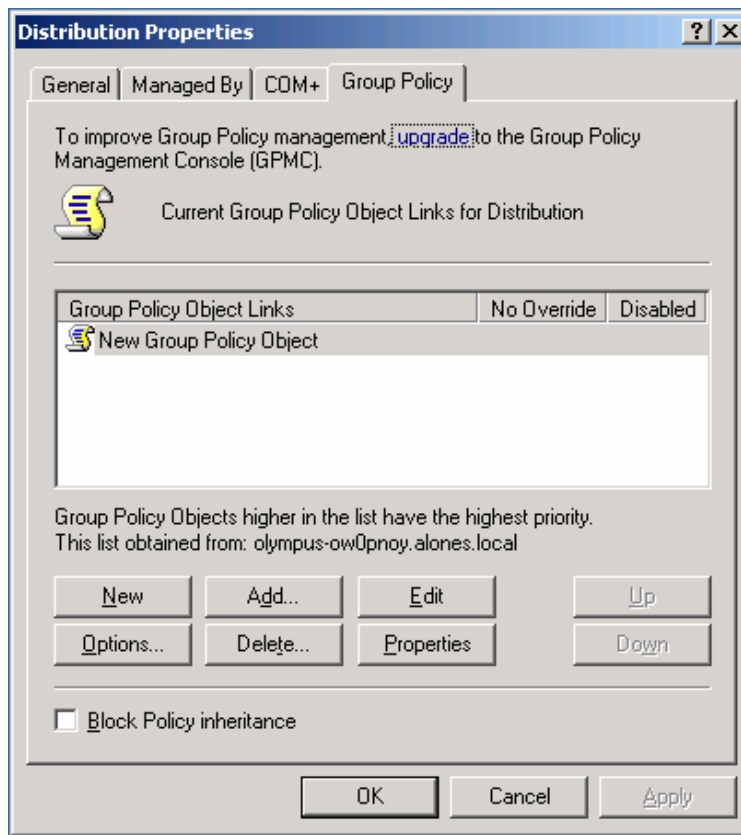 Distribution Properties
General Managed By COM+ Group Policy
To improve Group Policy management, upgrade to the Group Policy
Management Console (GPMC).
Current Group Policy Object Links for Distribution
Group Policy Object Links No Override Disabled
New Group Policy Object
Group Policy Objects higher in the list have the highest priority.
This list obtained from: olympus-ow0pnoy.alones.local
New Add... Edit Up
Options... Delete... Properties Down
Block Policy inheritance
OK Cancel Apply